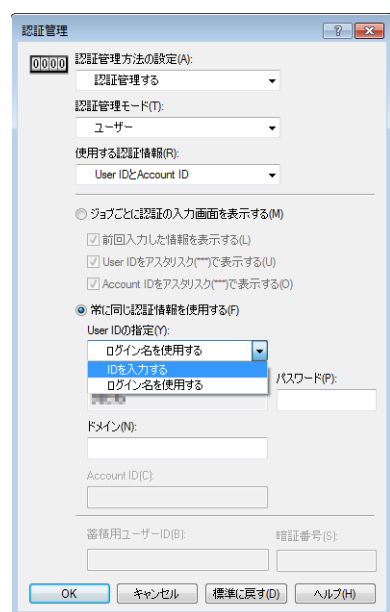 認証管理
0000
認証管理方法の設定(A):
認証管理する
認証管理モード(T):
ユーザー
使用する認証情報(R):
User IDとAccount ID
ジョブごとに認証の入力画面を表示する(M)
前回入力した情報を表示する(L)
User IDをアスタリスク(***)で表示する(U)
Account IDをアスタリスク(***)で表示する(O)
常に同じ認証情報を使用する(F)
User IDの指定(Y):
ログイン名を使用する
IDを入力する
ログイン名を使用する
パスワード(P):
ドメイン(N):
Account ID(C):
蓄積用ユーザーID(B):
暗証番号(S):
OK キャンセル 標準に戻す(D) ヘルプ(H)